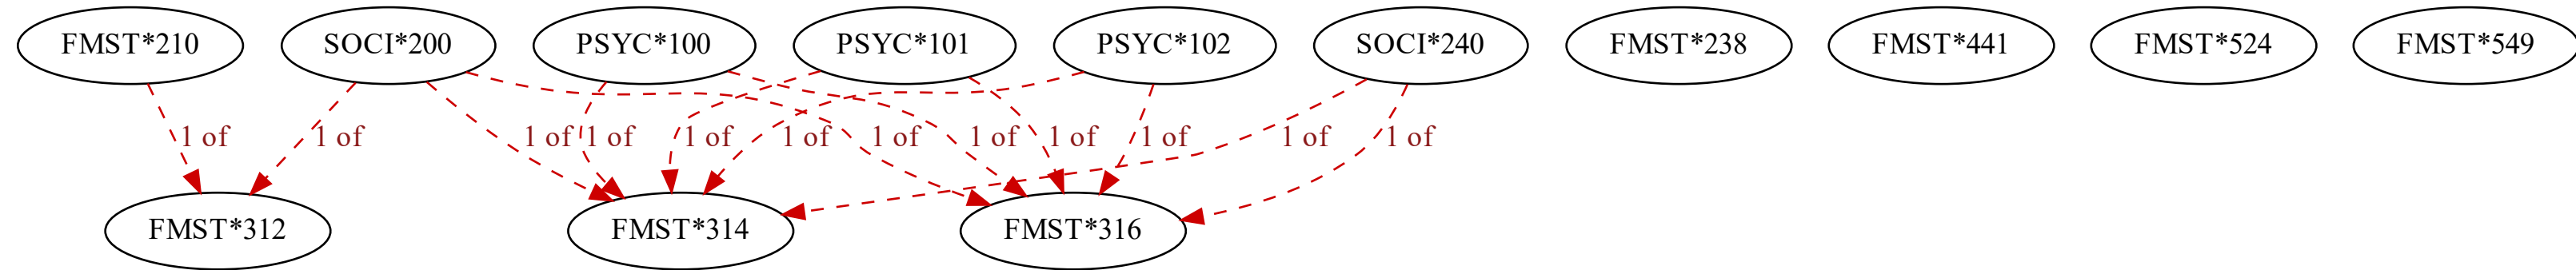 FMST*210 SOCI*200 PSYC*100 PSYC*101 PSYC*102 SOCI*240 FMST*238 FMST*441 FMST*524 FMST*549
1 of 1 of 1 of 1 of 1 of 1 of 1 of 1 of 1 of 1 of 1 of 1 of
FMST*312 FMST*314 FMST*316